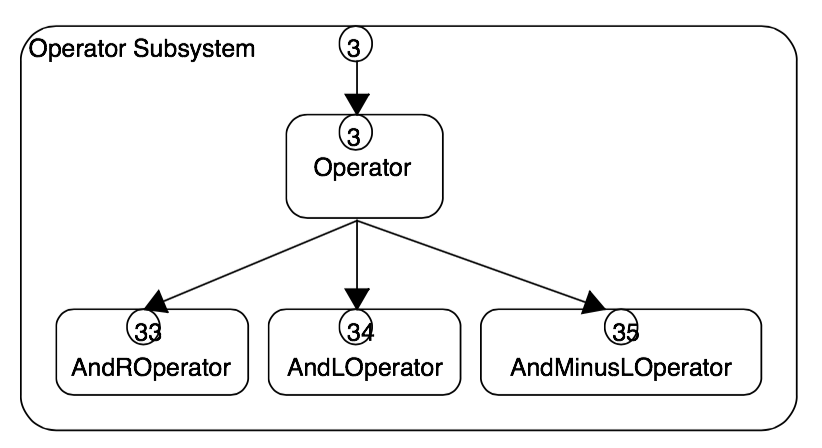 Operator Subsystem
3
3
Operator
33
34
35
AndROperator
AndLOperator
AndMinusLOperator